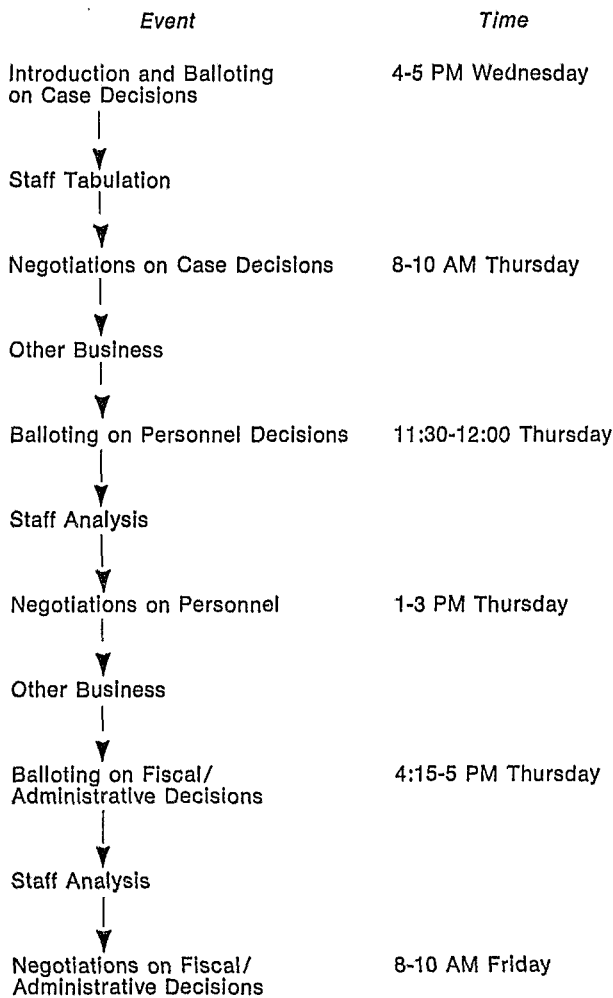 Event Time
Introduction and Balloting 4-5 PM Wednesday
on Case Decisions
Staff Tabulation
Negotiations on Case Decisions 8-10 AM Thursday
Other Business
Balloting on Personnel Decisions 11:30-12:00 Thursday
Staff Analysis
Negotiations on Personnel 1-3 PM Thursday
Other Business
Balloting on Fiscal/ 4:15-5 PM Thursday
Administrative Decisions
Staff Analysis
Negotiations on Fiscal/ 8-10 AM Friday
Administrative Decisions